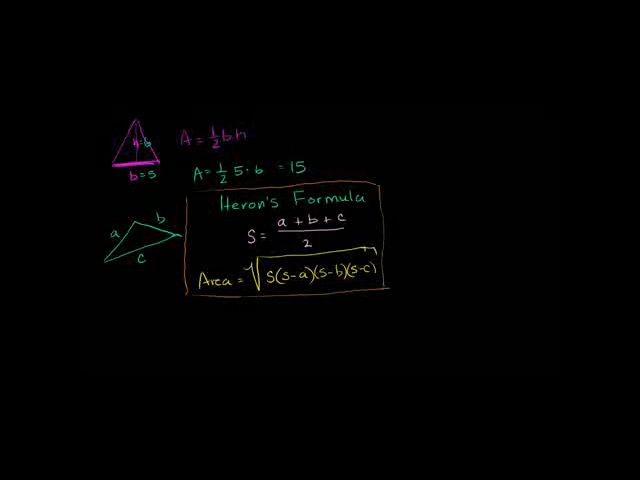 h=6
A = 1/2 bh
b=5
A = 1/2 5·6 = 15
Heron's Formula
S = (a + b + c)/2
a
b
c
Area = √(S(s-a)(s-b)(s-c))